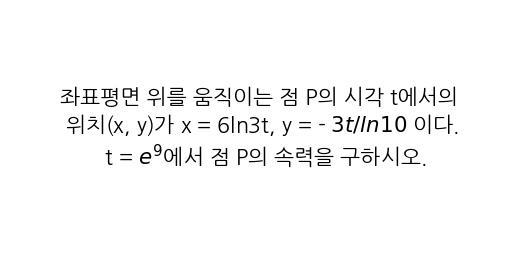 좌표평면 위를 움직이는 점 P의 시각 t에서의
위치(x, y)가 x = 6ln3t, y = - 3t/ln10 이다.
t = e⁹에서 점 P의 속력을 구하시오.